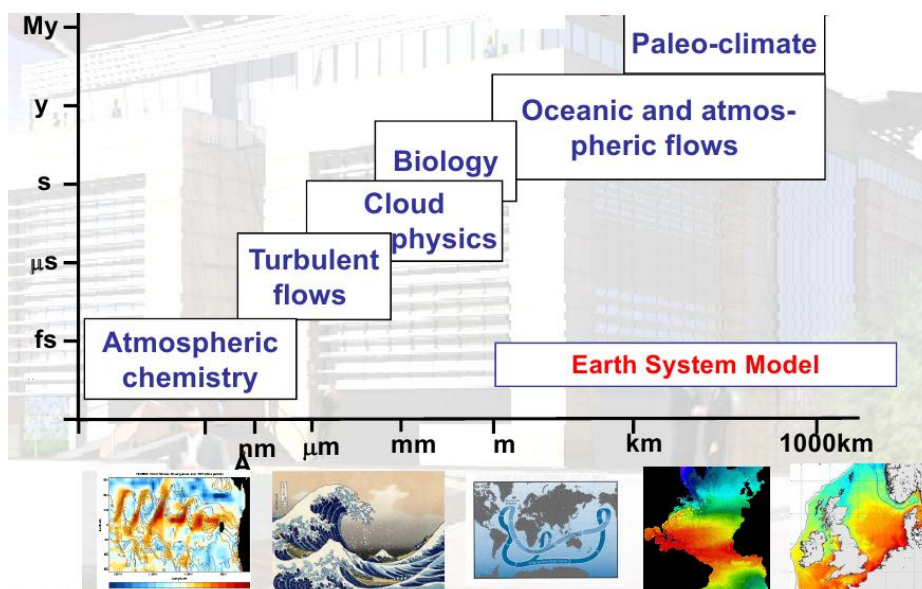 My
Paleo-climate
y
Oceanic and atmos-
pheric flows
Biology
s
Cloud
physics
μs
Turbulent
flows
fs
Atmospheric
chemistry
Earth System Model
nm
μm
mm
m
km
1000km
Å